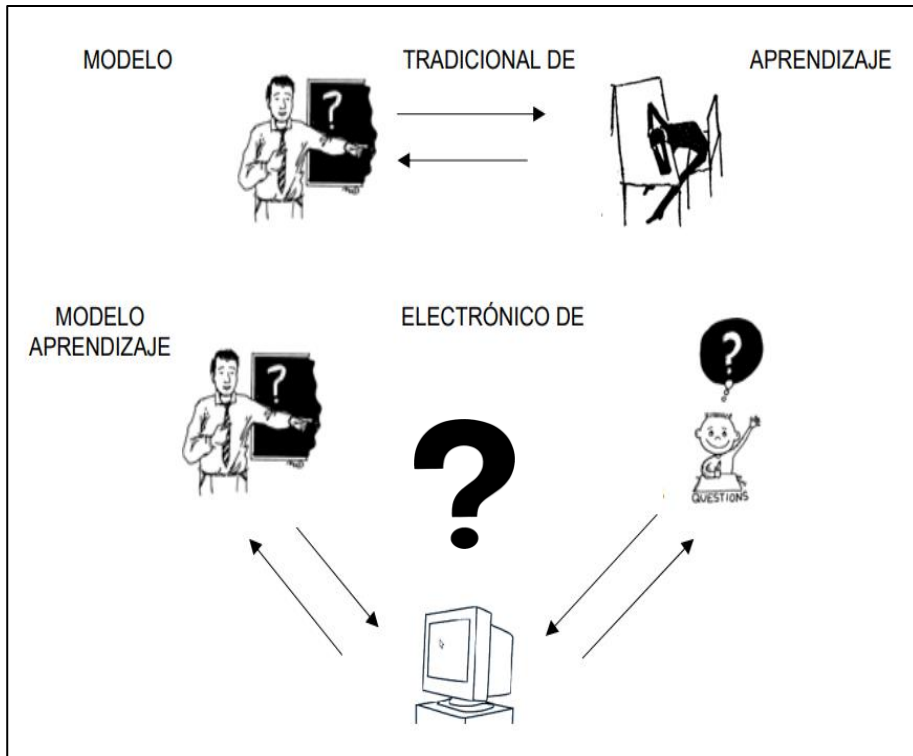 MODELO TRADICIONAL DE APRENDIZAJE
?
MODELO ELECTRÓNICO DE
APRENDIZAJE
?
?
?
QUESTIONS